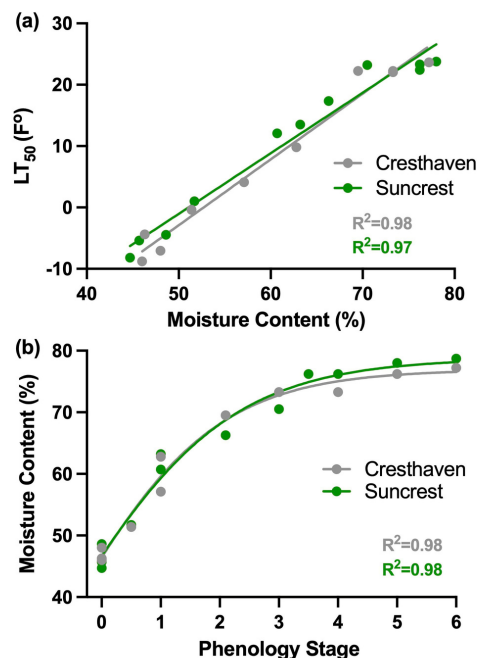 (a)
30
20
10
0
-10
LT50 (Fº)
Cresthaven
Suncrest
R2=0.98
R2=0.97
40 50 60 70 80
Moisture Content (%)
(b)
80
70
60
50
40
Moisture Content (%)
Cresthaven
Suncrest
R2=0.98
R2=0.98
0 1 2 3 4 5 6
Phenology Stage